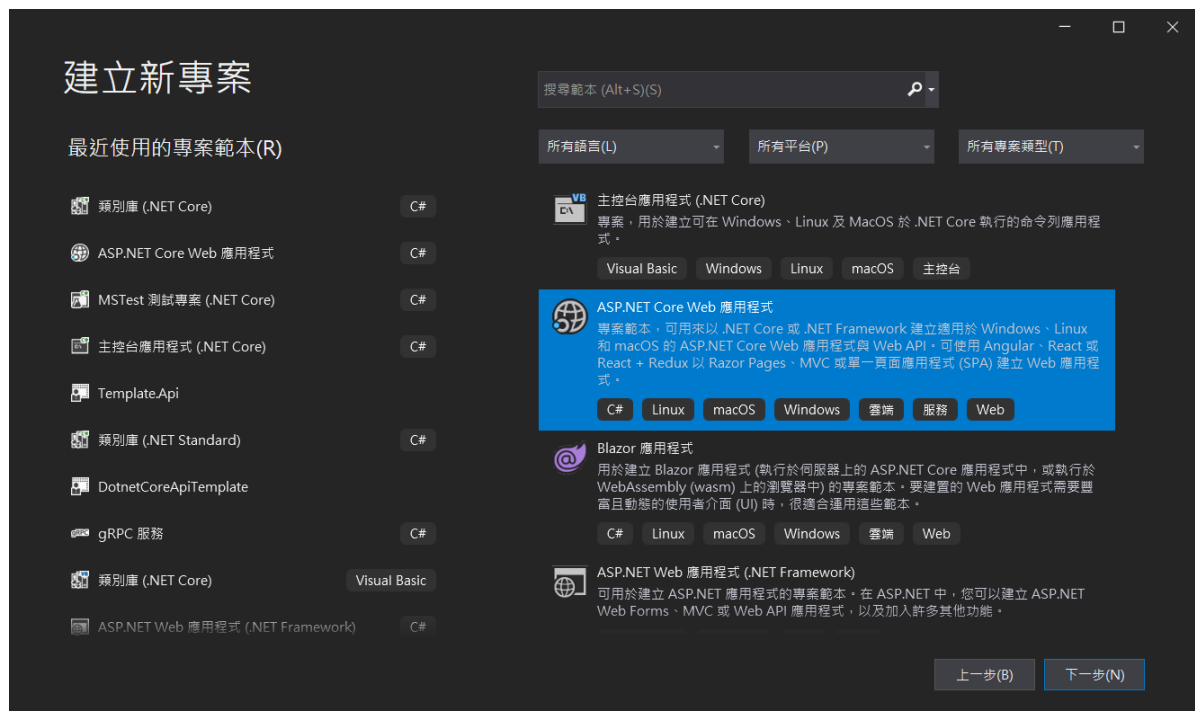 建立新專案
最近使用的專案範本(R)
類別庫 (.NET Core)
C#
ASP.NET Core Web 應用程式
C#
MSTest 測試專案 (.NET Core)
C#
主控台應用程式 (.NET Core)
C#
Template.Api
類別庫 (.NET Standard)
C#
DotnetCoreApiTemplate
gRPC 服務
C#
類別庫 (.NET Core)
Visual Basic
ASP.NET Web 應用程式 (.NET Framework)
C#
搜尋範本 (Alt+S)(S)
所有語言(L)
所有平台(P)
所有專案類型(T)
VB
主控台應用程式 (.NET Core)
專案，用於建立可在 Windows、Linux 及 MacOS 於 .NET Core 執行的命令列應用程
式。
Visual Basic
Windows
Linux
macOS
主控台
ASP.NET Core Web 應用程式
專案範本，可用來以 .NET Core 或 .NET Framework 建立適用於 Windows、Linux
和 macOS 的 ASP.NET Core Web 應用程式與 Web API。可使用 Angular、React 或
React + Redux 以 Razor Pages、MVC 或單一頁面應用程式 (SPA) 建立 Web 應用程
式。
C#
Linux
macOS
Windows
雲端
服務
Web
Blazor 應用程式
用於建立 Blazor 應用程式 (執行於伺服器上的 ASP.NET Core 應用程式中，或執行於
WebAssembly (wasm) 上的瀏覽器中) 的專案範本。要建置的 Web 應用程式需要豐
富且動態的使用者介面 (UI) 時，很適合運用這些範本。
C#
Linux
macOS
Windows
雲端
Web
ASP.NET Web 應用程式 (.NET Framework)
可用於建立 ASP.NET 應用程式的專案範本。在 ASP.NET 中，您可以建立 ASP.NET
Web Forms、MVC 或 Web API 應用程式，以及加入許多其他功能。
上一步(B)
下一步(N)